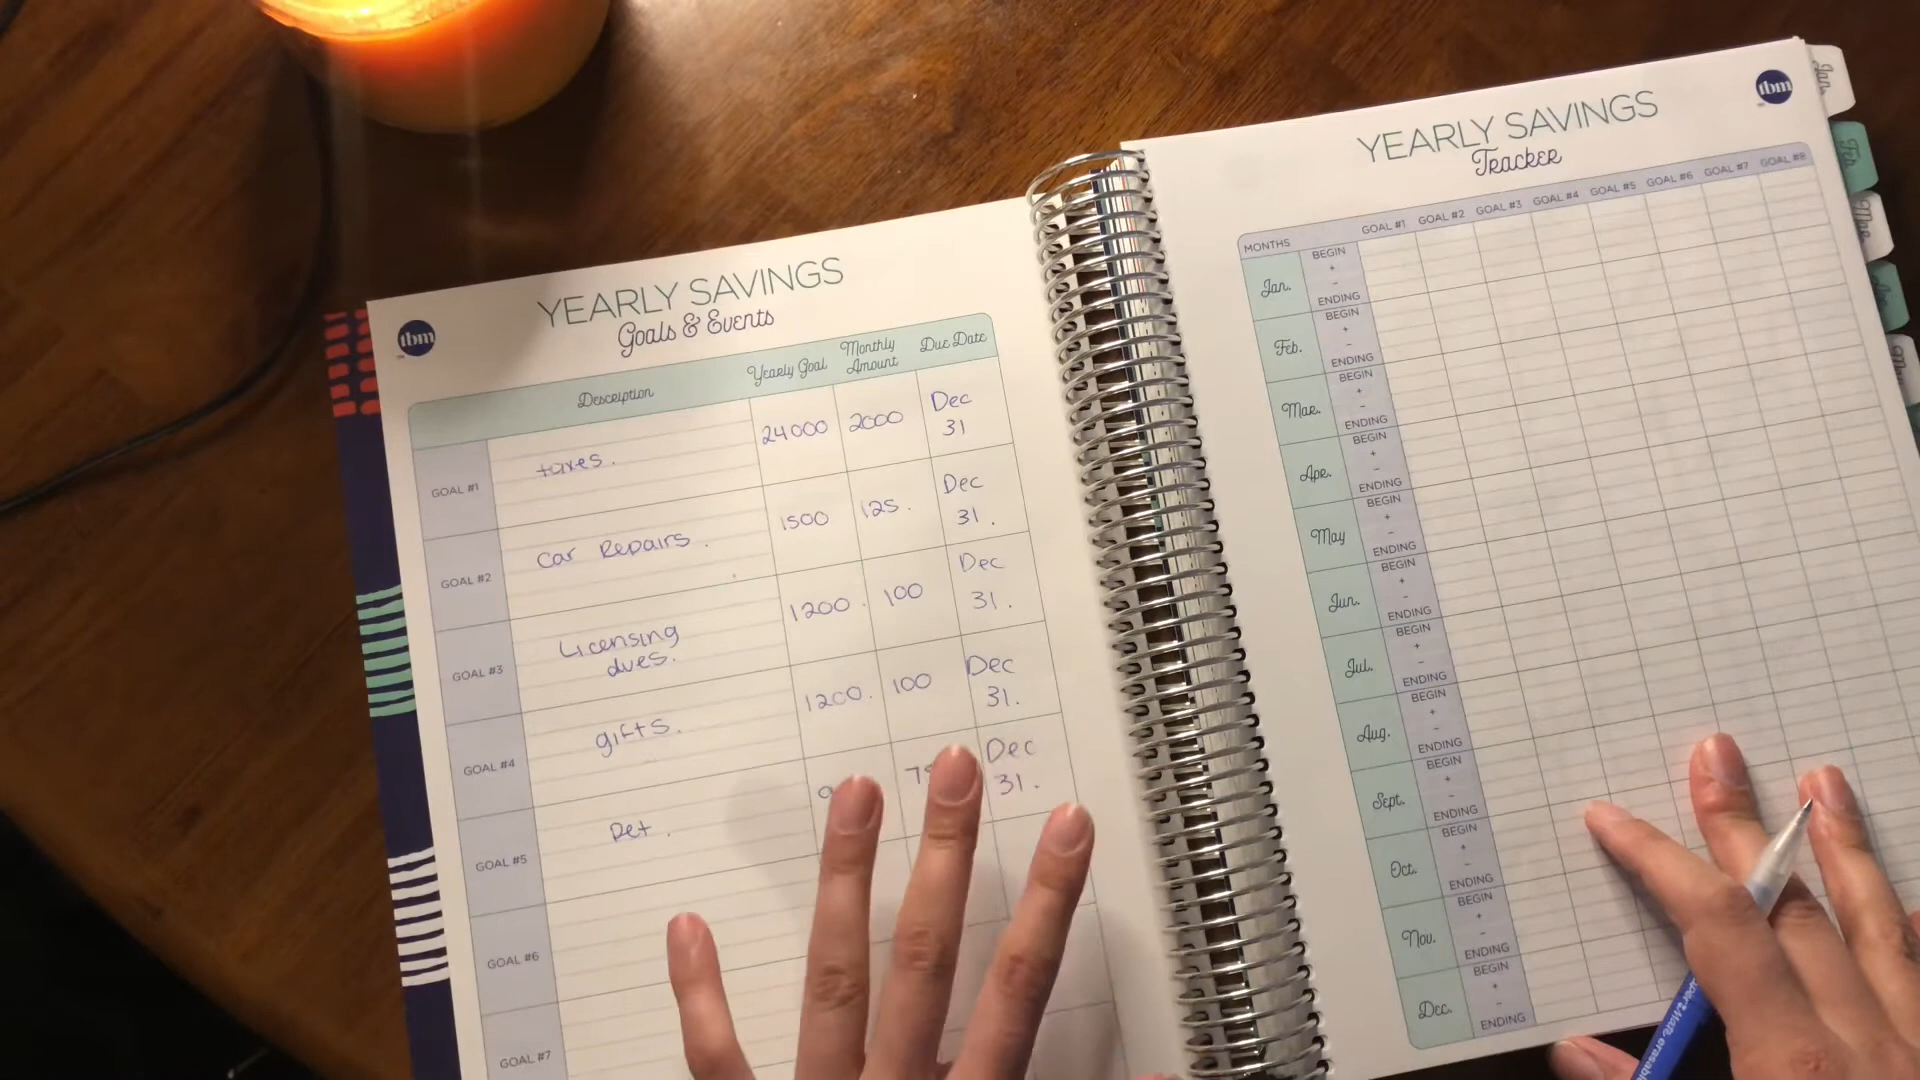 YEARLY SAVINGS
Goals & Events
tbm
Description Yearly Goal Monthly Amount Due Date
GOAL #1 taxes. 24000 2000 Dec 31
GOAL #2 Car Repairs. 1500 125. Dec 31.
GOAL #3 Licensing dues. 1200. 100 Dec 31.
GOAL #4 gifts. 1200. 100 Dec 31.
GOAL #5 Pet. Dec 31.
GOAL #6
GOAL #7
YEARLY SAVINGS
Tracker
tbm
MONTHS GOAL #1 GOAL #2 GOAL #3 GOAL #4 GOAL #5 GOAL #6 GOAL #7 GOAL #8
Jan. BEGIN
+
-
ENDING
Feb. BEGIN
+
-
ENDING
Mar. BEGIN
+
-
ENDING
Apr. BEGIN
+
-
ENDING
May BEGIN
+
-
ENDING
Jun. BEGIN
+
-
ENDING
Jul. BEGIN
+
-
ENDING
Aug. BEGIN
+
-
ENDING
Sept. BEGIN
+
-
ENDING
Oct. BEGIN
+
-
ENDING
Nov. BEGIN
+
-
ENDING
Dec. BEGIN
+
-
ENDING
Jan.
Feb.
Mar.